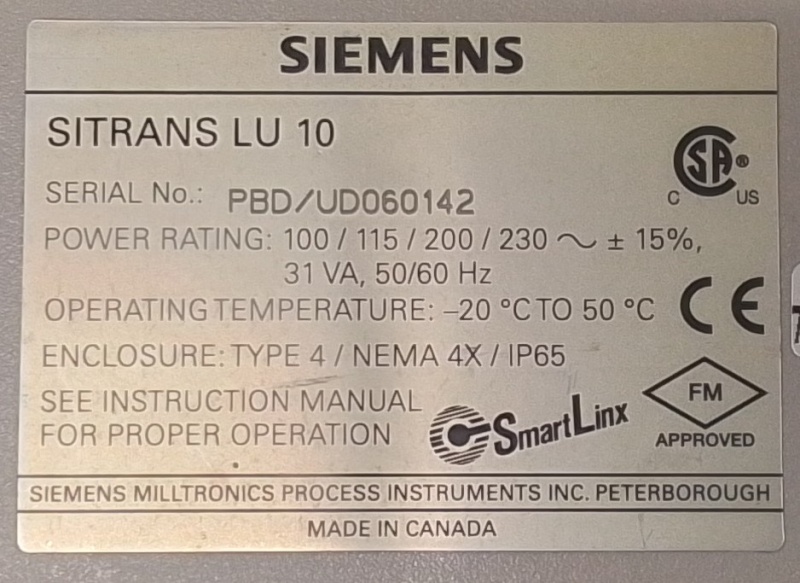 SIEMENS
SITRANS LU 10
SERIAL No.: PBD/UD060142
POWER RATING: 100 / 115 / 200 / 230 ～ ± 15%,
31 VA, 50/60 Hz
OPERATING TEMPERATURE: –20 °C TO 50 °C
ENCLOSURE: TYPE 4 / NEMA 4X / IP65
SEE INSTRUCTION MANUAL
FOR PROPER OPERATION
SmartLinx
SA ®
C US
CE
FM
APPROVED
SIEMENS MILLTRONICS PROCESS INSTRUMENTS INC. PETERBOROUGH
MADE IN CANADA